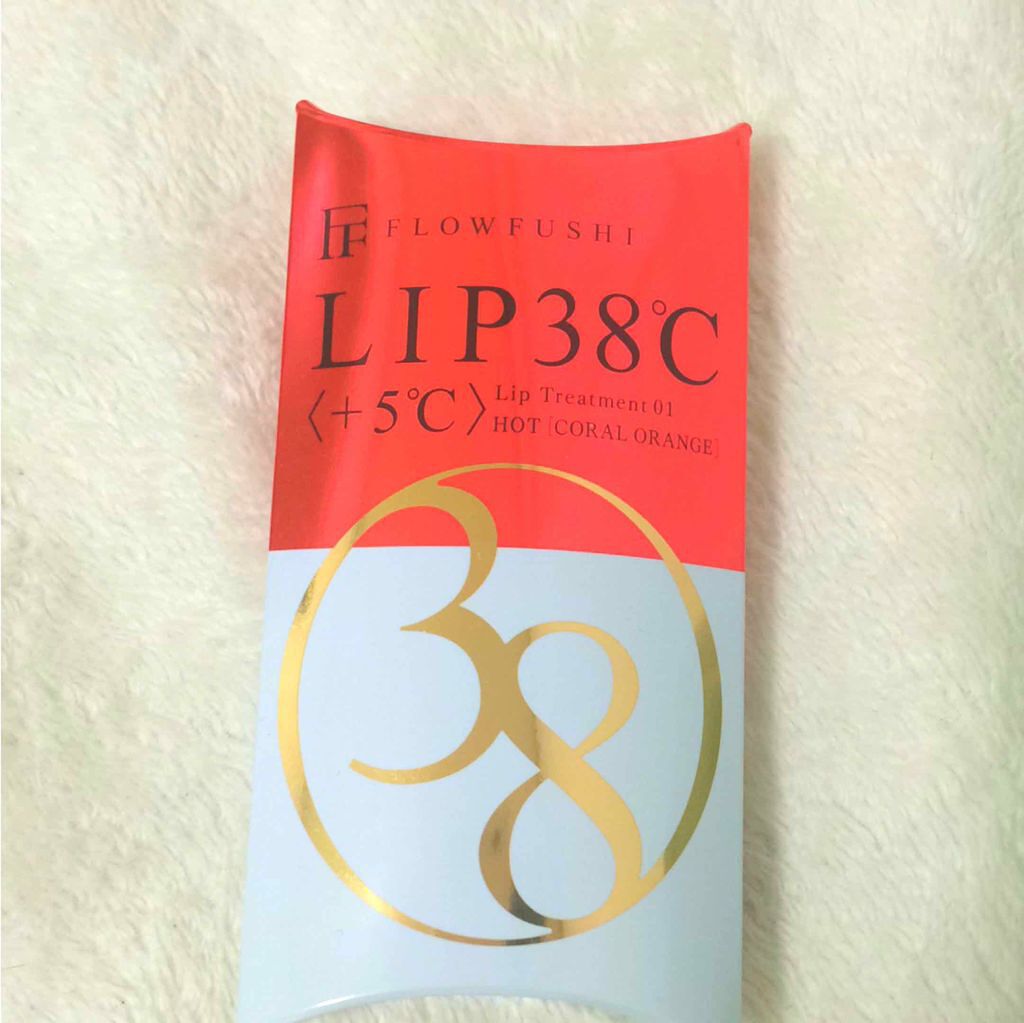 FF FLOWFUSHI
LIP38℃
〈+5℃〉 Lip Treatment 01
HOT [CORAL ORANGE]
38